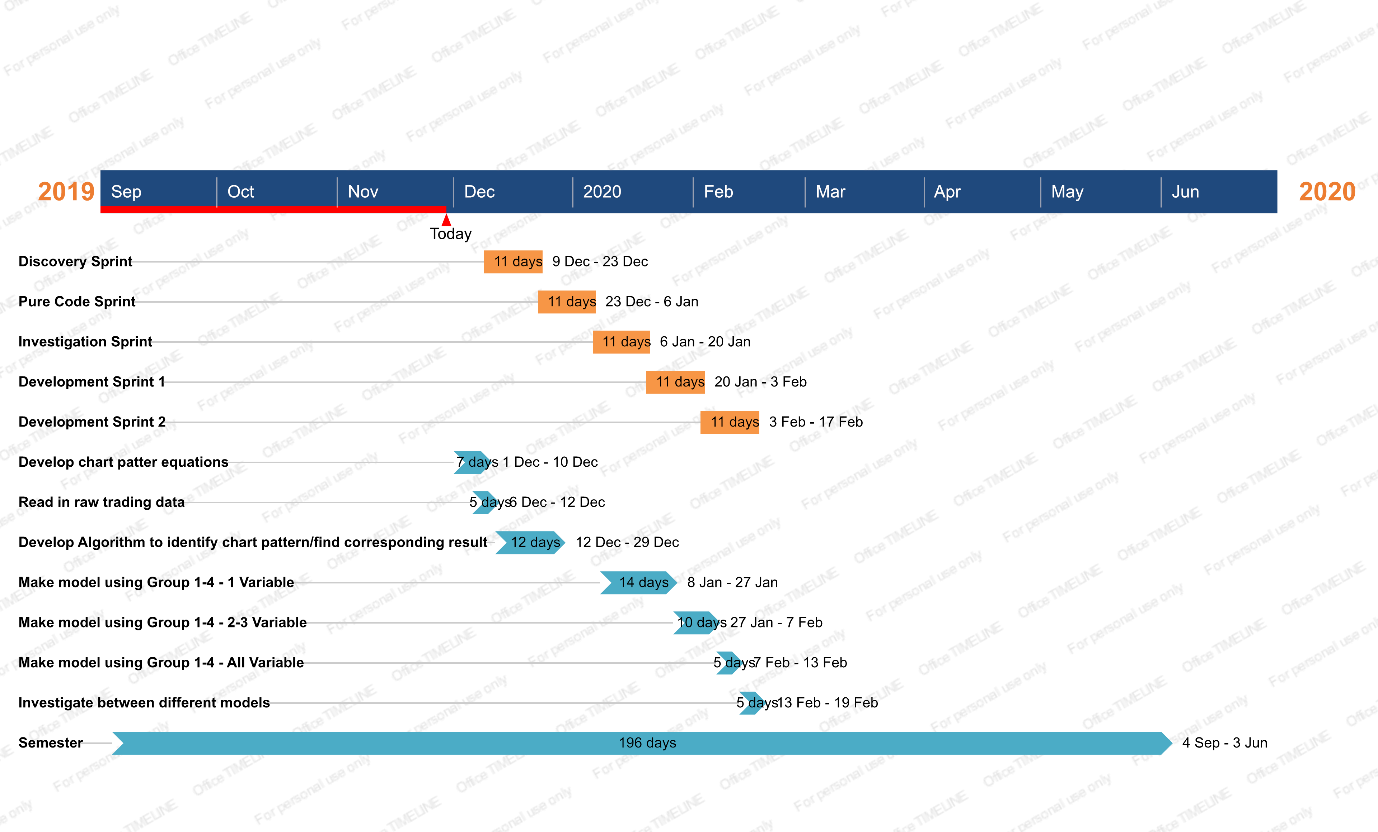 2019 Sep Oct Nov Dec 2020 Feb Mar Apr May Jun 2020
Today
Discovery Sprint 11 days 9 Dec - 23 Dec
Pure Code Sprint 11 days 23 Dec - 6 Jan
Investigation Sprint 11 days 6 Jan - 20 Jan
Development Sprint 1 11 days 20 Jan - 3 Feb
Development Sprint 2 11 days 3 Feb - 17 Feb
Develop chart patter equations 7 days 1 Dec - 10 Dec
Read in raw trading data 5 days 6 Dec - 12 Dec
Develop Algorithm to identify chart pattern/find corresponding result 12 days 12 Dec - 29 Dec
Make model using Group 1-4 - 1 Variable 14 days 8 Jan - 27 Jan
Make model using Group 1-4 - 2-3 Variable 10 days 27 Jan - 7 Feb
Make model using Group 1-4 - All Variable 5 days 7 Feb - 13 Feb
Investigate between different models 5 days 13 Feb - 19 Feb
Semester 196 days 4 Sep - 3 Jun
For personal use only
Office TIMELINE